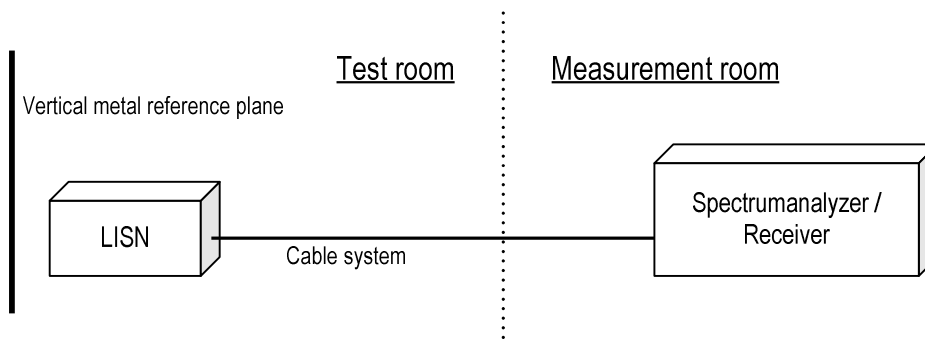 Test room
Measurement room
Vertical metal reference plane
LISN
Cable system
Spectrumanalyzer /
Receiver